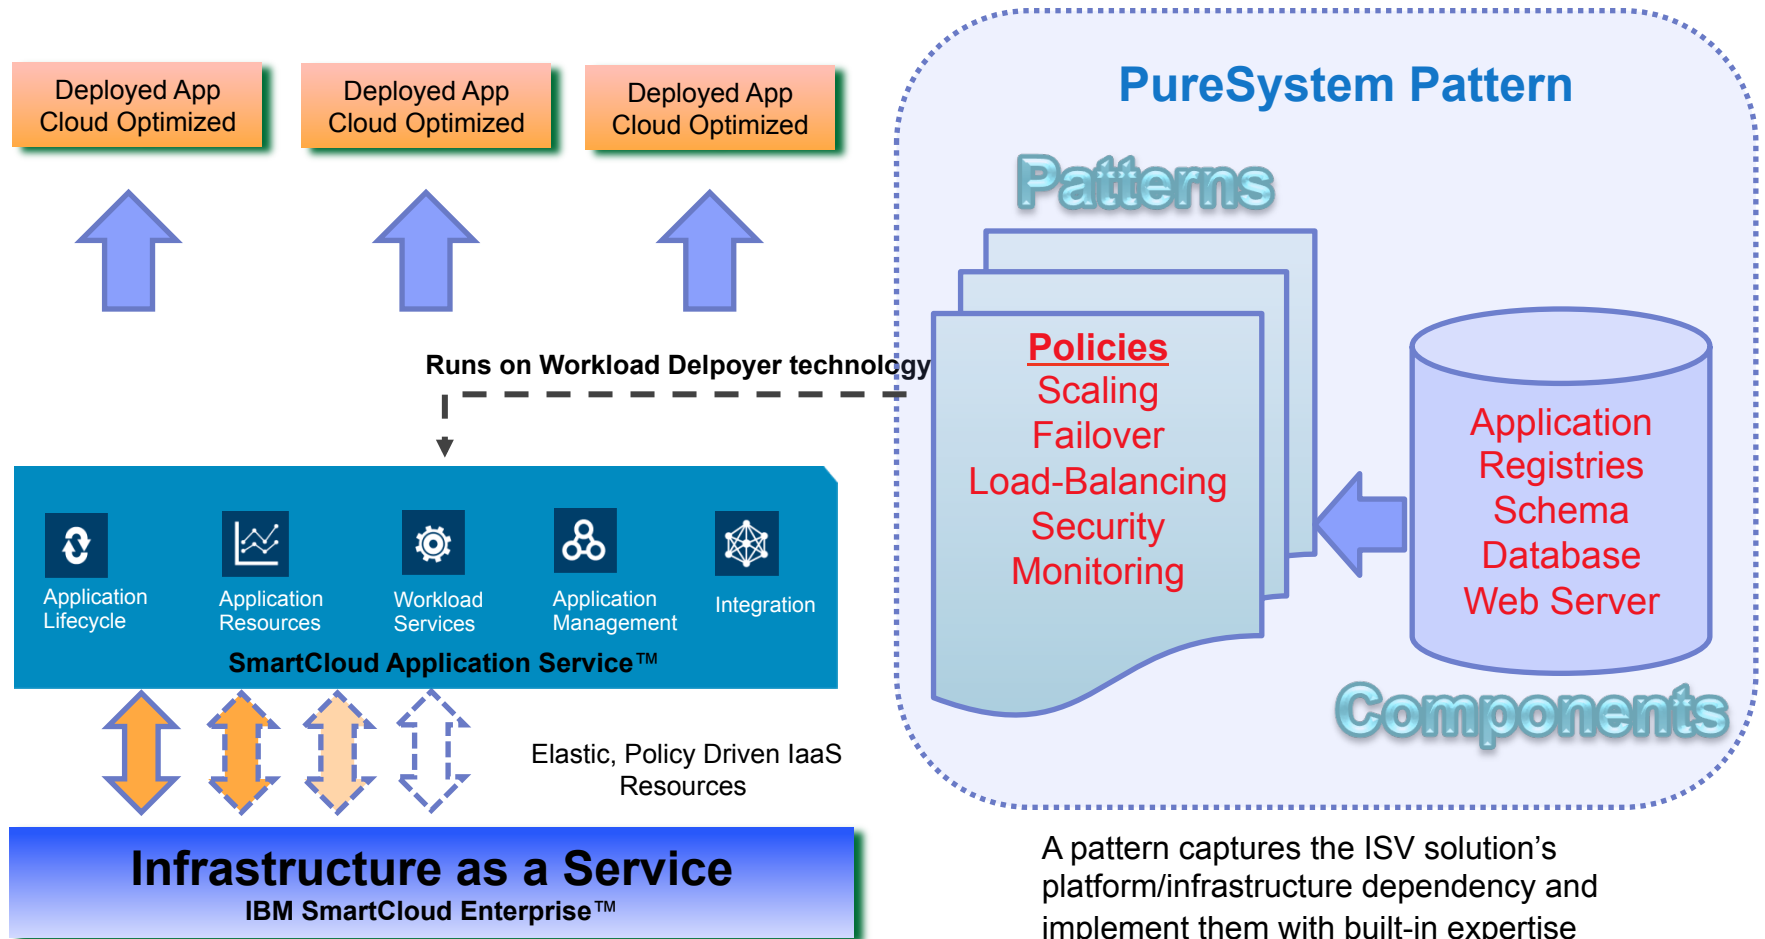 Deployed App
Cloud Optimized
Deployed App
Cloud Optimized
Deployed App
Cloud Optimized
Runs on Workload Delpoyer technology
Application
Lifecycle
Application
Resources
Workload
Services
Application
Management
Integration
SmartCloud Application Service™
Elastic, Policy Driven IaaS
Resources
Infrastructure as a Service
IBM SmartCloud Enterprise™
PureSystem Pattern
Patterns
Policies
Scaling
Failover
Load-Balancing
Security
Monitoring
Application
Registries
Schema
Database
Web Server
Components
A pattern captures the ISV solution’s
platform/infrastructure dependency and
implement them with built-in expertise